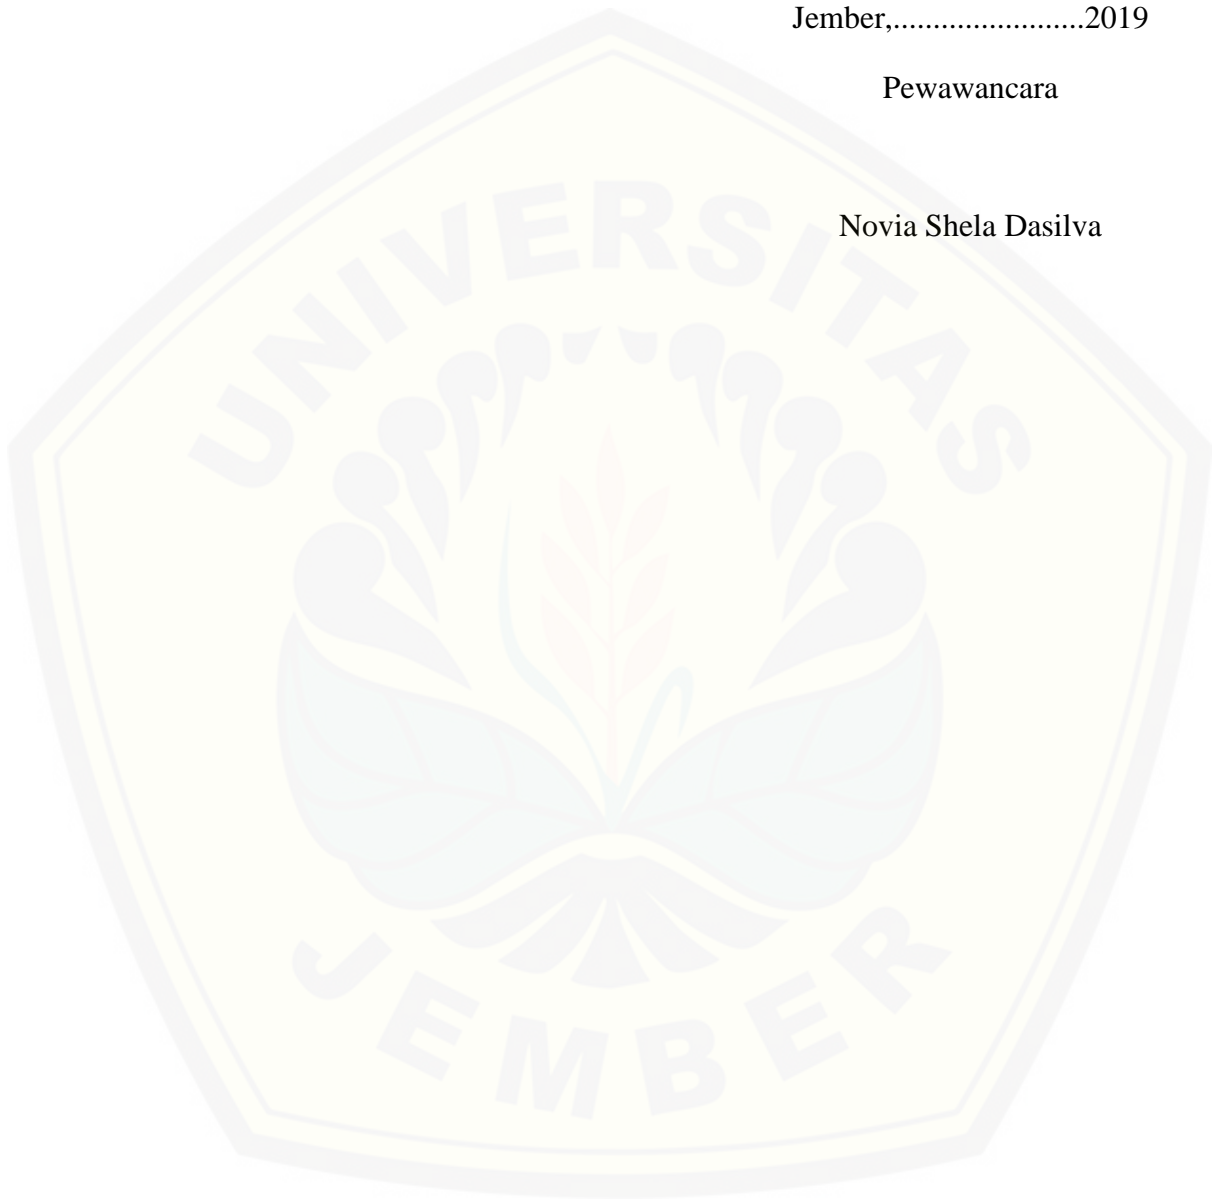 Jember,........................2019
Pewawancara
Novia Shela Dasilva
UNIVERSITAS
JEMBER